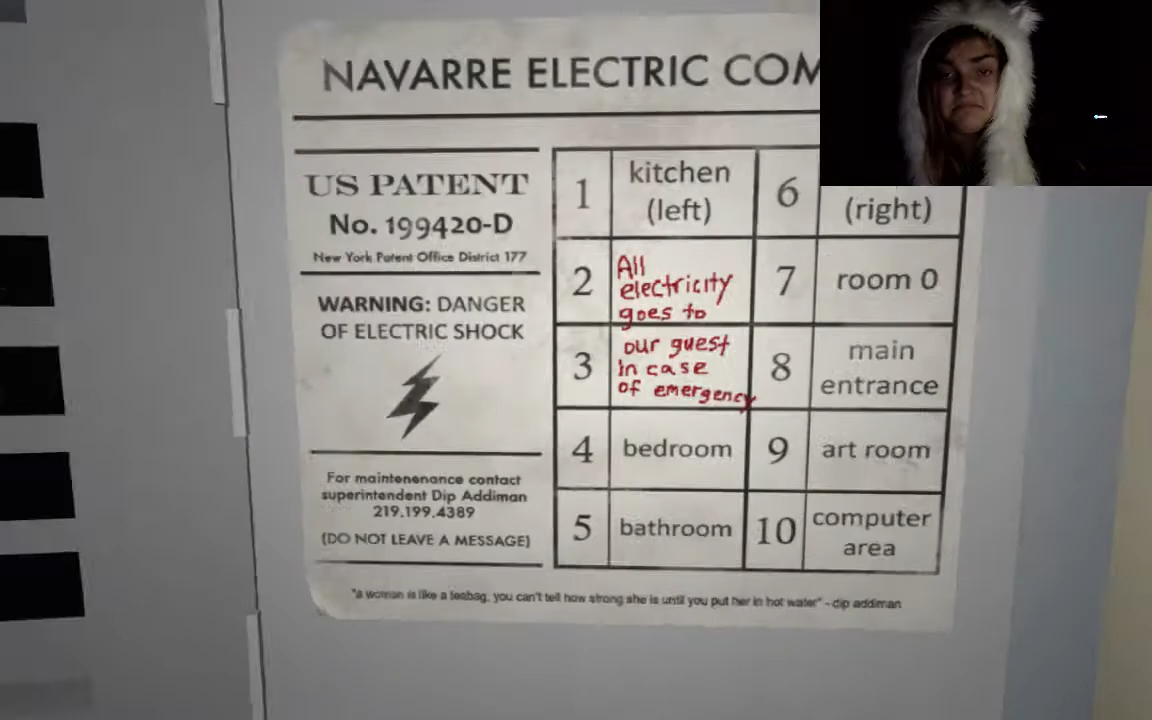 NAVARRE ELECTRIC COM
US PATENT
No. 199420-D
New York Patent Office District 177
WARNING: DANGER
OF ELECTRIC SHOCK
For maintenenance contact
superintendent Dip Addiman
219.199.4389
(DO NOT LEAVE A MESSAGE)
1
kitchen
(left)
2
All
electricity
goes to
3
our guest
in case
of emergency
4
bedroom
5
bathroom
6
(right)
7
room 0
8
main
entrance
9
art room
10
computer
area
"a woman is like a teabag, you can't tell how strong she is until you put her in hot water" - dip addiman